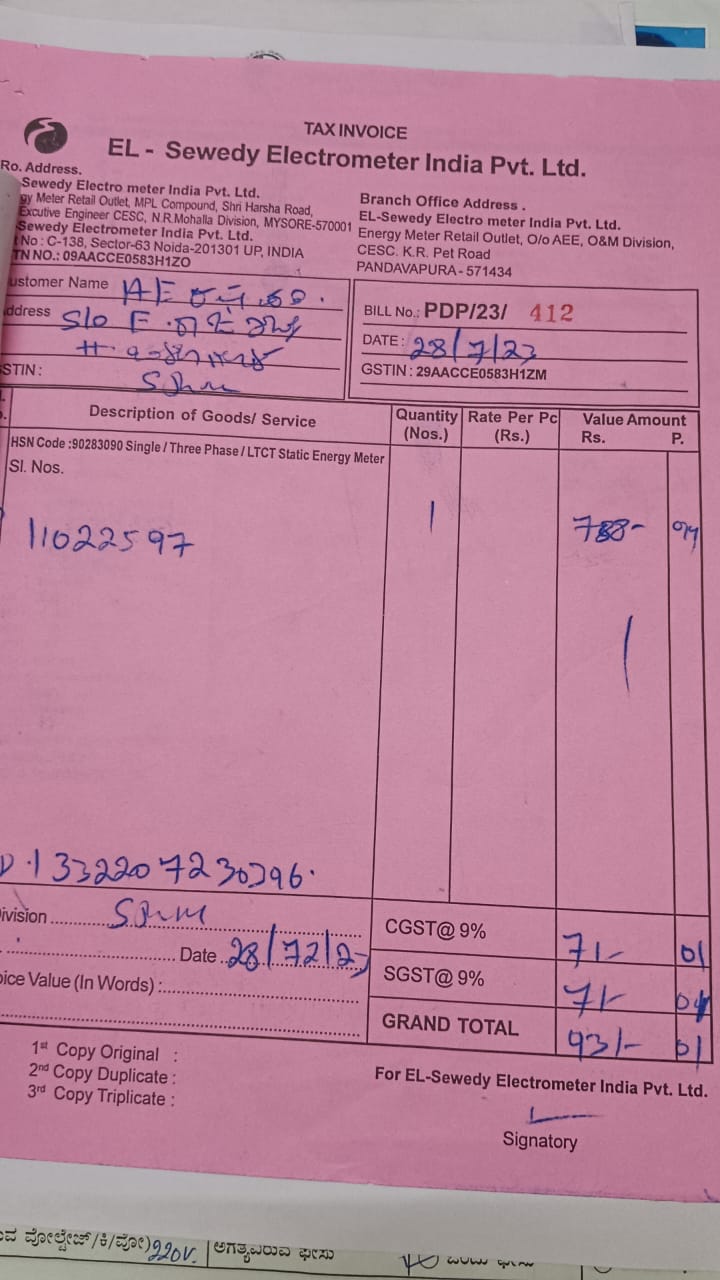 TAX INVOICE
EL - Sewedy Electrometer India Pvt. Ltd.
Ro. Address.
Sewedy Electro meter India Pvt. Ltd.
gy Meter Retail Outlet, MPL Compound, Shri Harsha Road,
Excutive Engineer CESC, N.R.Mohalla Division, MYSORE-570001
Sewedy Electrometer India Pvt. Ltd.
No : C-138, Sector-63 Noida-201301 UP, INDIA
TN NO.: 09AACCE0583H1ZO
Branch Office Address .
EL-Sewedy Electro meter India Pvt. Ltd.
Energy Meter Retail Outlet, O/o AEE, O&M Division,
CESC. K.R. Pet Road
PANDAVAPURA - 571434
ustomer Name
ddress S/o
STIN :
BILL No.: PDP/23/ 412
DATE : 28/7/23
GSTIN : 29AACCE0583H1ZM
Description of Goods/ Service Quantity (Nos.) Rate Per Pc (Rs.) Value Amount Rs. P.
HSN Code :90283090 Single / Three Phase / LTCT Static Energy Meter
Sl. Nos.
11022597 1 788-
ivision
Date
oice Value (In Words) :
CGST@ 9% 71/- 01
SGST@ 9% 71/-
GRAND TOTAL 931/- 01
1st Copy Original :
2nd Copy Duplicate :
3rd Copy Triplicate :
For EL-Sewedy Electrometer India Pvt. Ltd.
Signatory
ವೋಲ್ಟೇಜ್/ಕಿ/ವೋ) 220V. ಅಗತ್ಯವಿರುವ ಫೀಸು